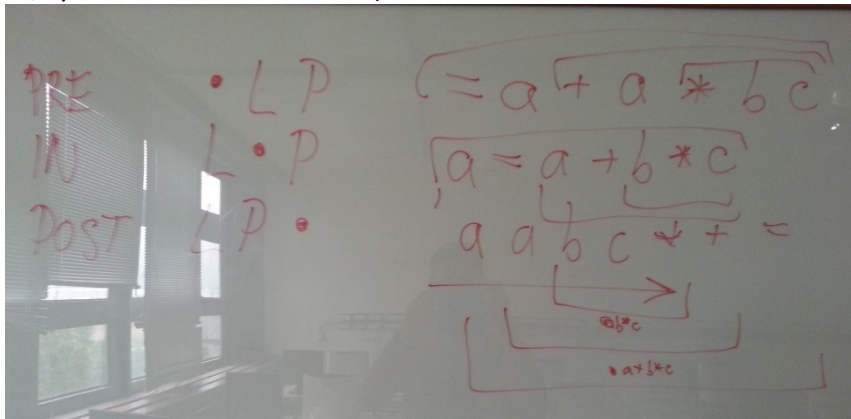 PRE • L P = a + a * b c
IN L • P a = a + b * c
POST L P • a a b c * + =
b*c
a+b*c